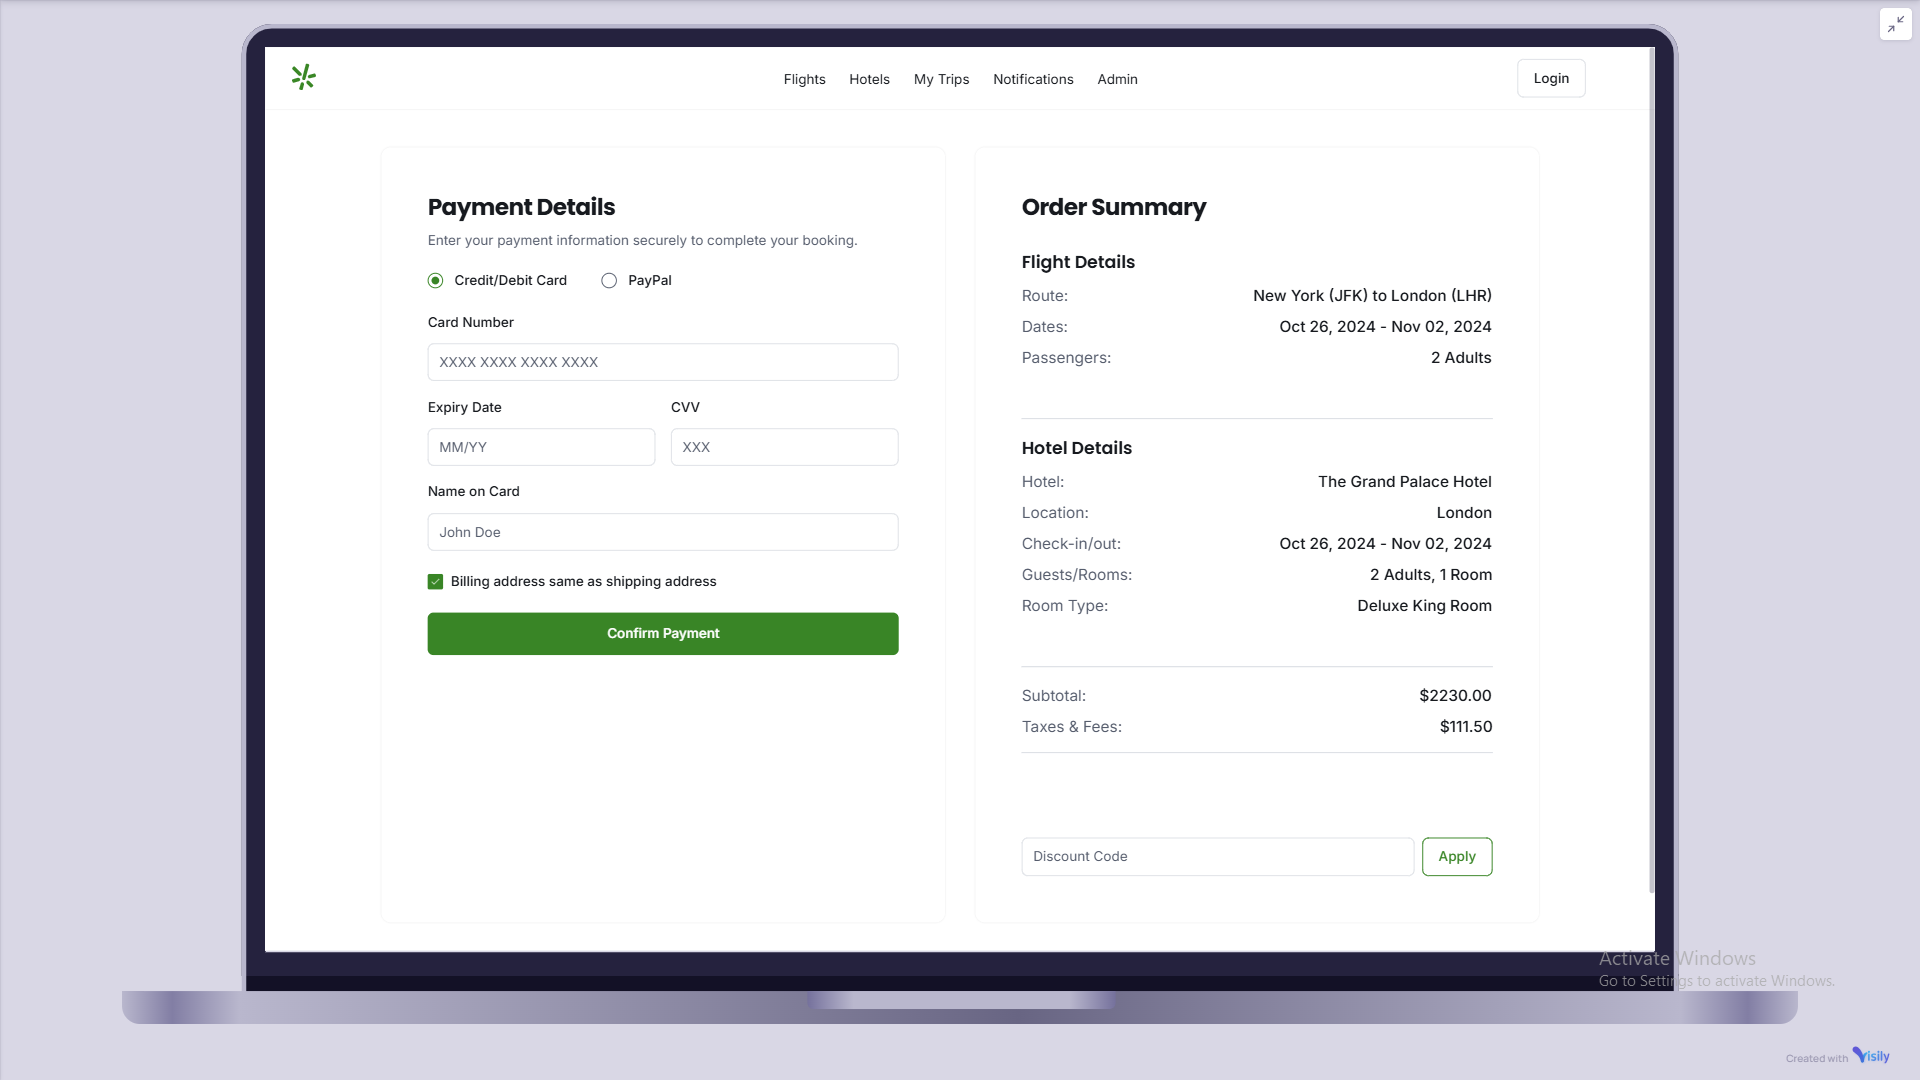 Flights Hotels My Trips Notifications Admin
Login
Payment Details
Enter your payment information securely to complete your booking.
Credit/Debit Card PayPal
Card Number
XXXX XXXX XXXX XXXX
Expiry Date CVV
MM/YY XXX
Name on Card
John Doe
Billing address same as shipping address
Confirm Payment
Order Summary
Flight Details
Route: New York (JFK) to London (LHR)
Dates: Oct 26, 2024 - Nov 02, 2024
Passengers: 2 Adults
Hotel Details
Hotel: The Grand Palace Hotel
Location: London
Check-in/out: Oct 26, 2024 - Nov 02, 2024
Guests/Rooms: 2 Adults, 1 Room
Room Type: Deluxe King Room
Subtotal: $2230.00
Taxes & Fees: $111.50
Discount Code Apply
Activate Windows
Go to Settings to activate Windows.
Created with Visily